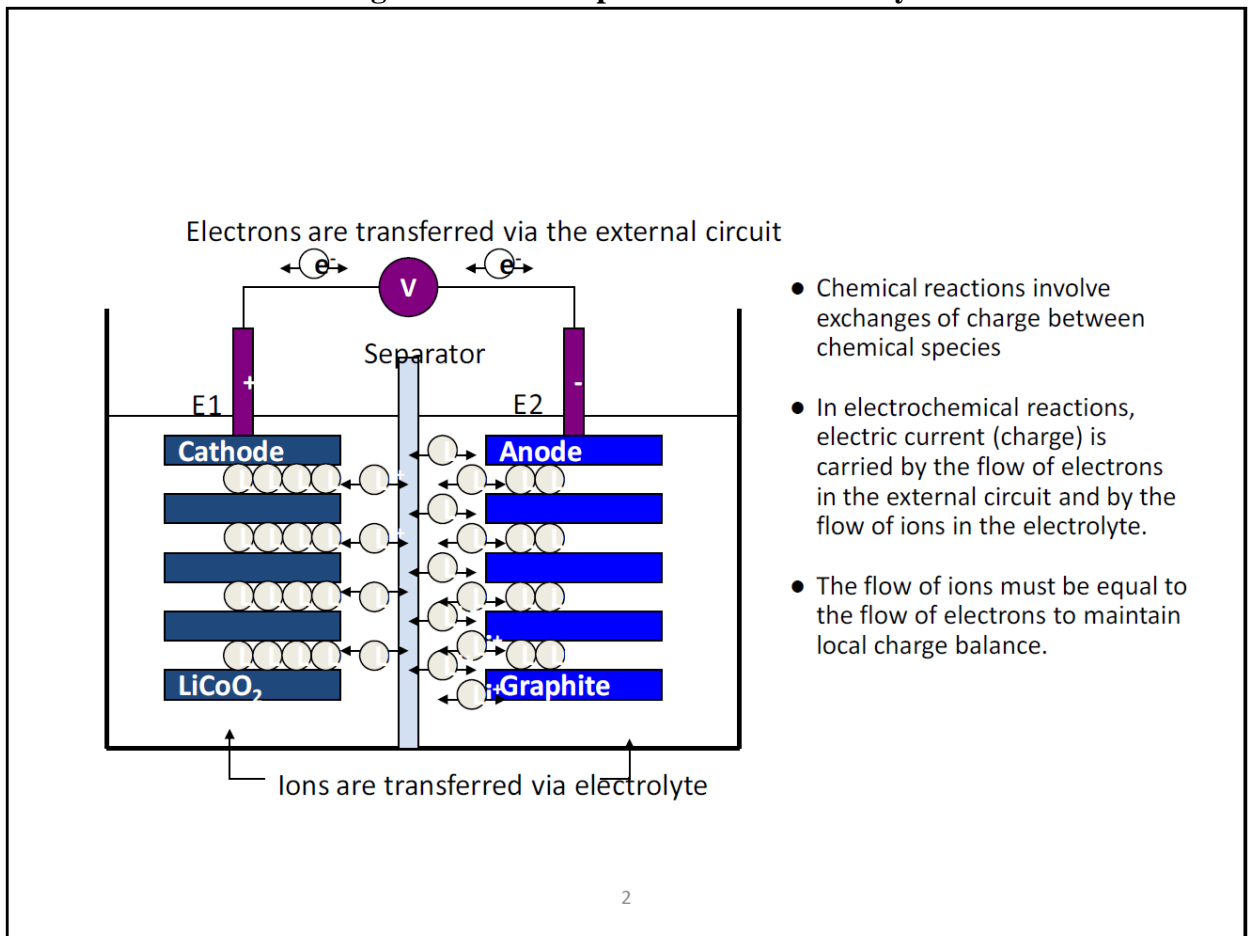 Electrons are transferred via the external circuit
e-
e-
V
Separator
+
-
E1
E2
Cathode
Anode
LiCoO2
Graphite
Ions are transferred via electrolyte
● Chemical reactions involve
exchanges of charge between
chemical species
● In electrochemical reactions,
electric current (charge) is
carried by the flow of electrons
in the external circuit and by the
flow of ions in the electrolyte.
● The flow of ions must be equal to
the flow of electrons to maintain
local charge balance.
2